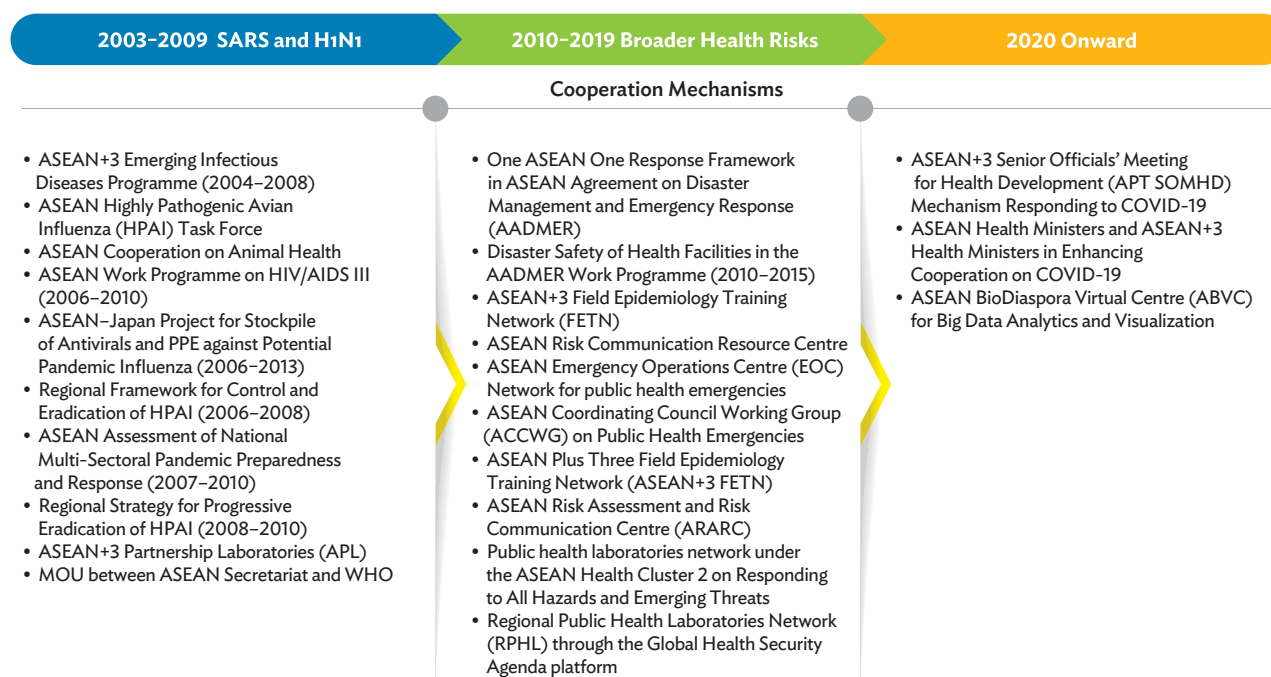 2003–2009 SARS and H1N1
2010–2019 Broader Health Risks
2020 Onward
Cooperation Mechanisms
• ASEAN+3 Emerging Infectious
Diseases Programme (2004–2008)
• ASEAN Highly Pathogenic Avian
Influenza (HPAI) Task Force
• ASEAN Cooperation on Animal Health
• ASEAN Work Programme on HIV/AIDS III
(2006–2010)
• ASEAN–Japan Project for Stockpile
of Antivirals and PPE against Potential
Pandemic Influenza (2006–2013)
• Regional Framework for Control and
Eradication of HPAI (2006–2008)
• ASEAN Assessment of National
Multi-Sectoral Pandemic Preparedness
and Response (2007–2010)
• Regional Strategy for Progressive
Eradication of HPAI (2008–2010)
• ASEAN+3 Partnership Laboratories (APL)
• MOU between ASEAN Secretariat and WHO
• One ASEAN One Response Framework
in ASEAN Agreement on Disaster
Management and Emergency Response
(AADMER)
• Disaster Safety of Health Facilities in the
AADMER Work Programme (2010–2015)
• ASEAN+3 Field Epidemiology Training
Network (FETN)
• ASEAN Risk Communication Resource Centre
• ASEAN Emergency Operations Centre (EOC)
Network for public health emergencies
• ASEAN Coordinating Council Working Group
(ACCWG) on Public Health Emergencies
• ASEAN Plus Three Field Epidemiology
Training Network (ASEAN+3 FETN)
• ASEAN Risk Assessment and Risk
Communication Centre (ARARC)
• Public health laboratories network under
the ASEAN Health Cluster 2 on Responding
to All Hazards and Emerging Threats
• Regional Public Health Laboratories Network
(RPHL) through the Global Health Security
Agenda platform
• ASEAN+3 Senior Officials’ Meeting
for Health Development (APT SOMHD)
Mechanism Responding to COVID-19
• ASEAN Health Ministers and ASEAN+3
Health Ministers in Enhancing
Cooperation on COVID-19
• ASEAN BioDiaspora Virtual Centre (ABVC)
for Big Data Analytics and Visualization